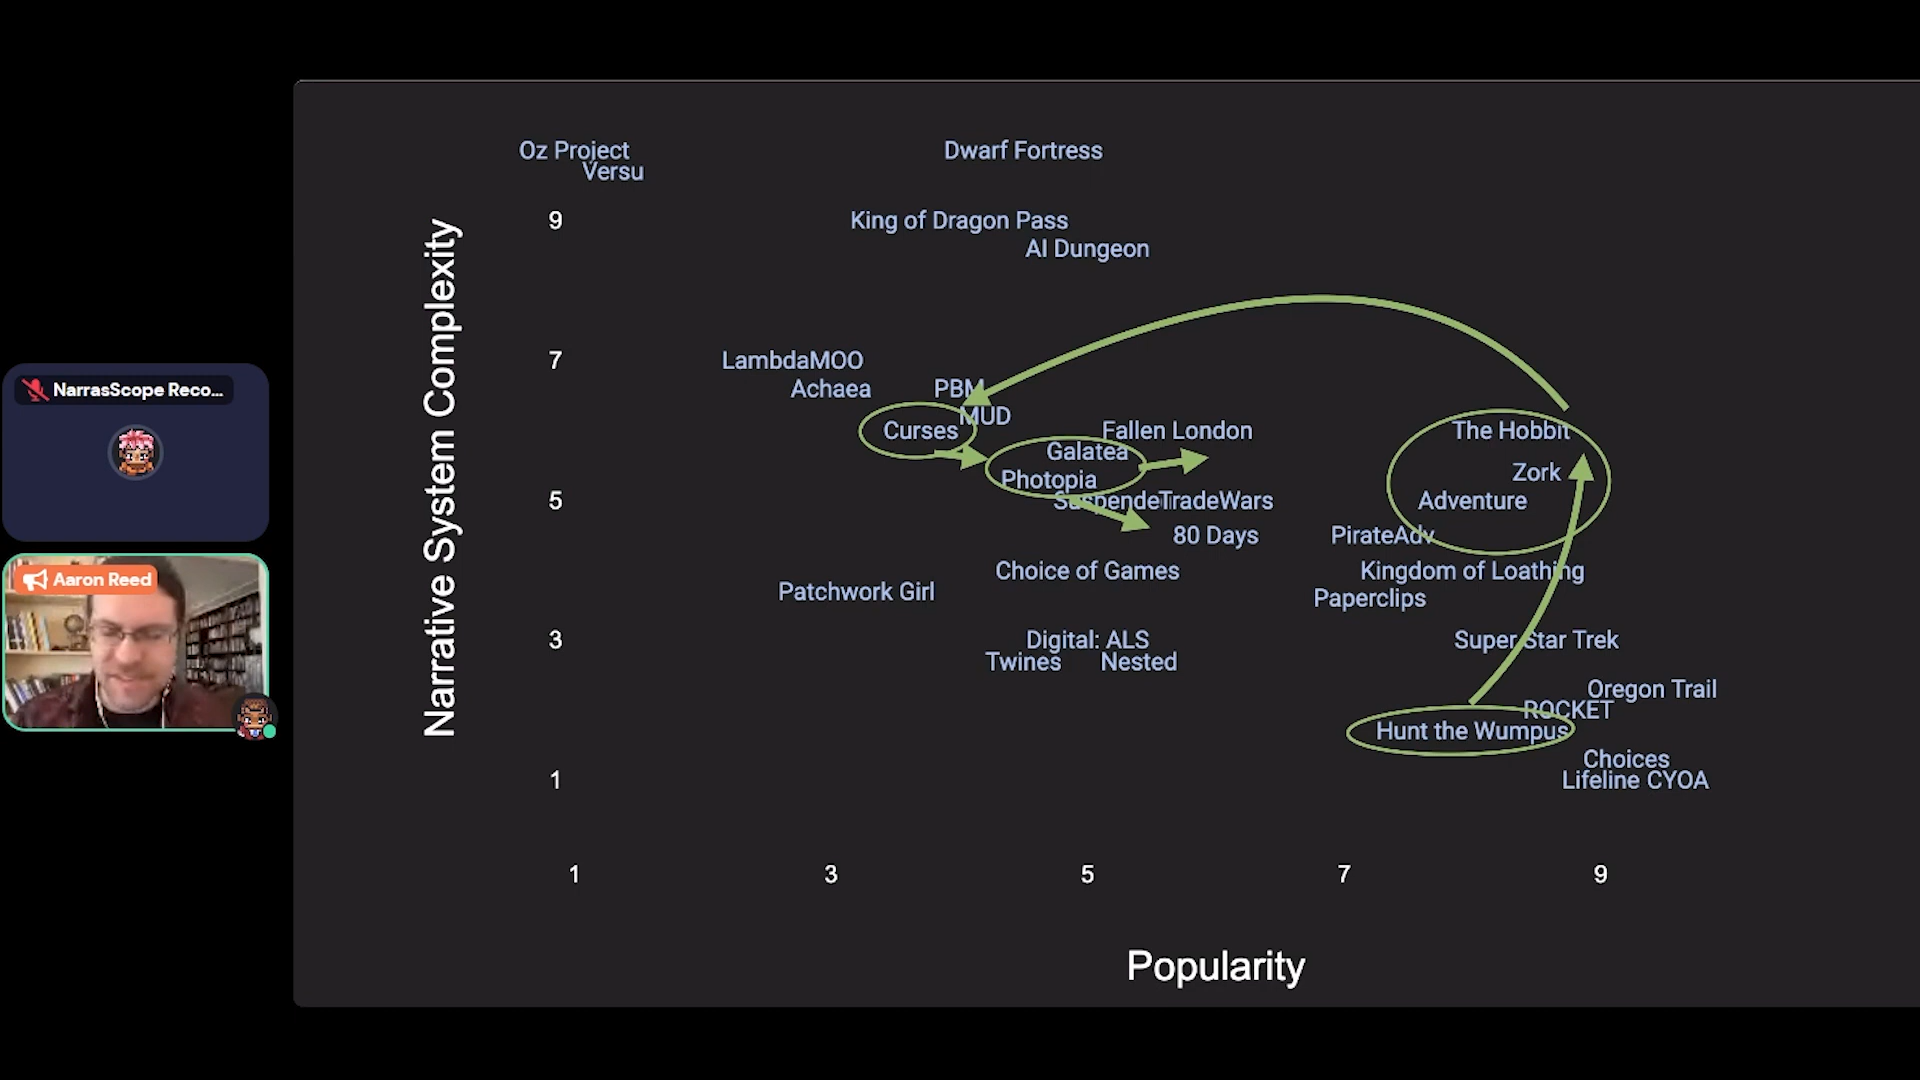 NarrasScope Reco...
Aaron Reed
Narrative System Complexity
Oz Project
Versu
Dwarf Fortress
9
King of Dragon Pass
AI Dungeon
7
LambdaMOO
Achaea
PBM
MUD
Curses
Fallen London
The Hobbit
Galatea
Photopia
Zork
5
Suspended
TradeWars
Adventure
80 Days
PirateAdv
Choice of Games
Kingdom of Loathing
Patchwork Girl
Paperclips
3
Digital: ALS
Super Star Trek
Twines
Nested
Oregon Trail
ROCKET
Hunt the Wumpus
Choices
1
Lifeline CYOA
1 3 5 7 9
Popularity